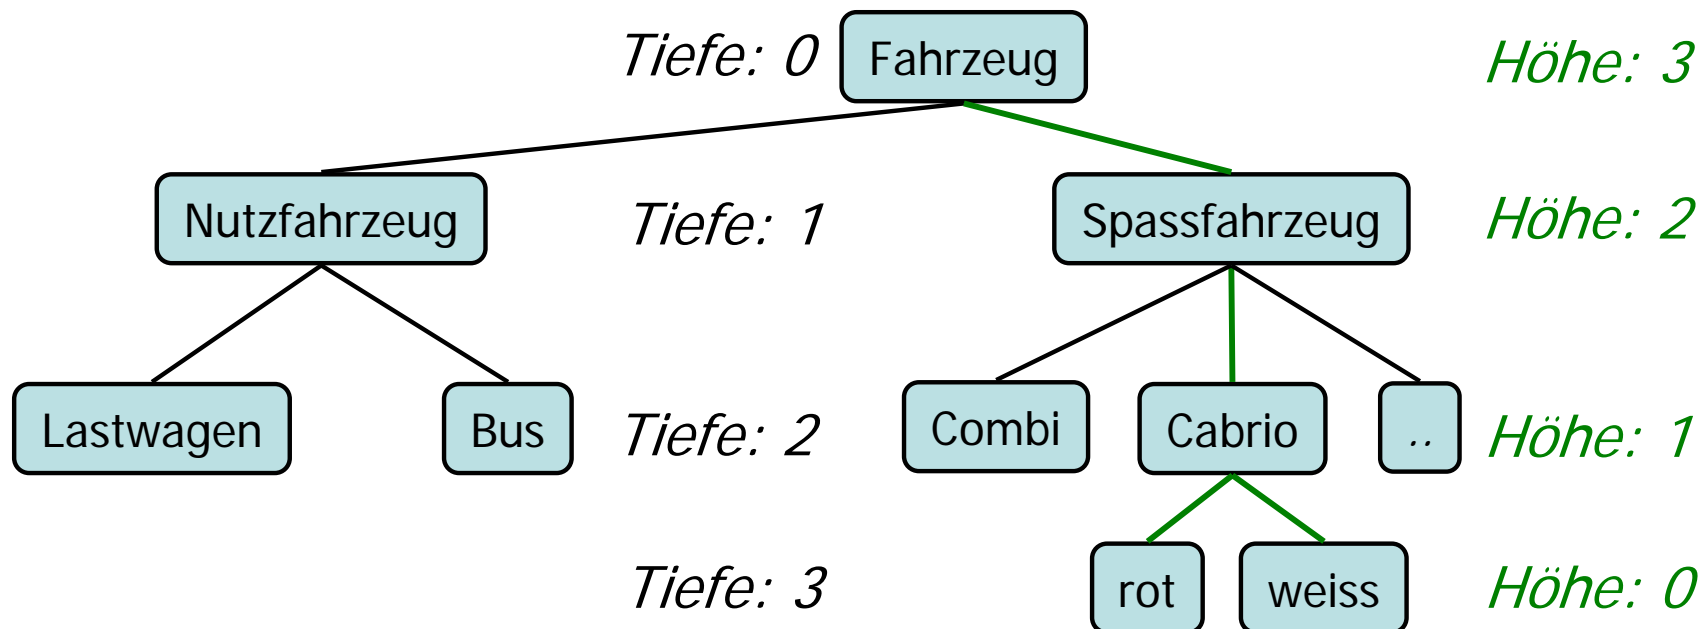 Tiefe: 0 Fahrzeug Höhe: 3
Nutzfahrzeug Tiefe: 1 Spassfahrzeug Höhe: 2
Lastwagen Bus Tiefe: 2 Combi Cabrio .. Höhe: 1
Tiefe: 3 rot weiss Höhe: 0